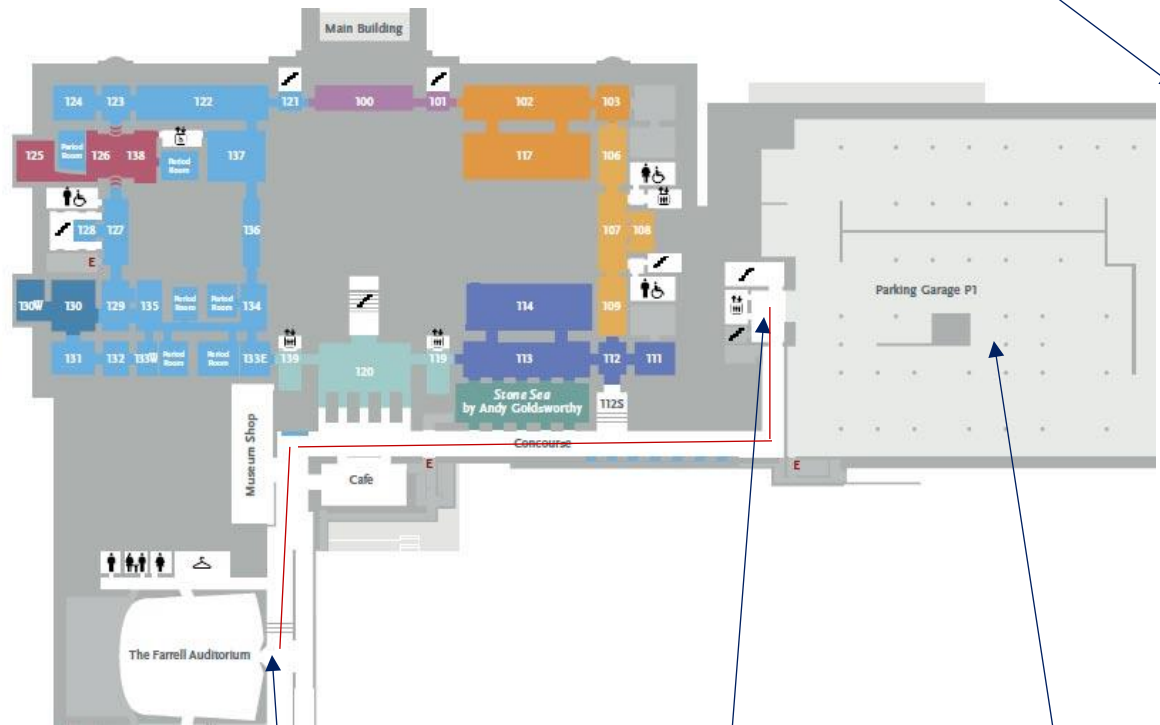 Main Building
124
123
122
121
100
101
102
103
125
Period
Room
126
138
Period
Room
137
117
106
128
127
136
107
108
E
130W
130
129
135
Period
Room
Period
Room
134
114
109
Parking Garage P1
131
132
133W
Period
Room
Period
Room
133E
139
120
119
113
112
111
Stone Sea
by Andy Goldsworthy
112S
Museum Shop
Concourse
Cafe
E
E
The Farrell Auditorium